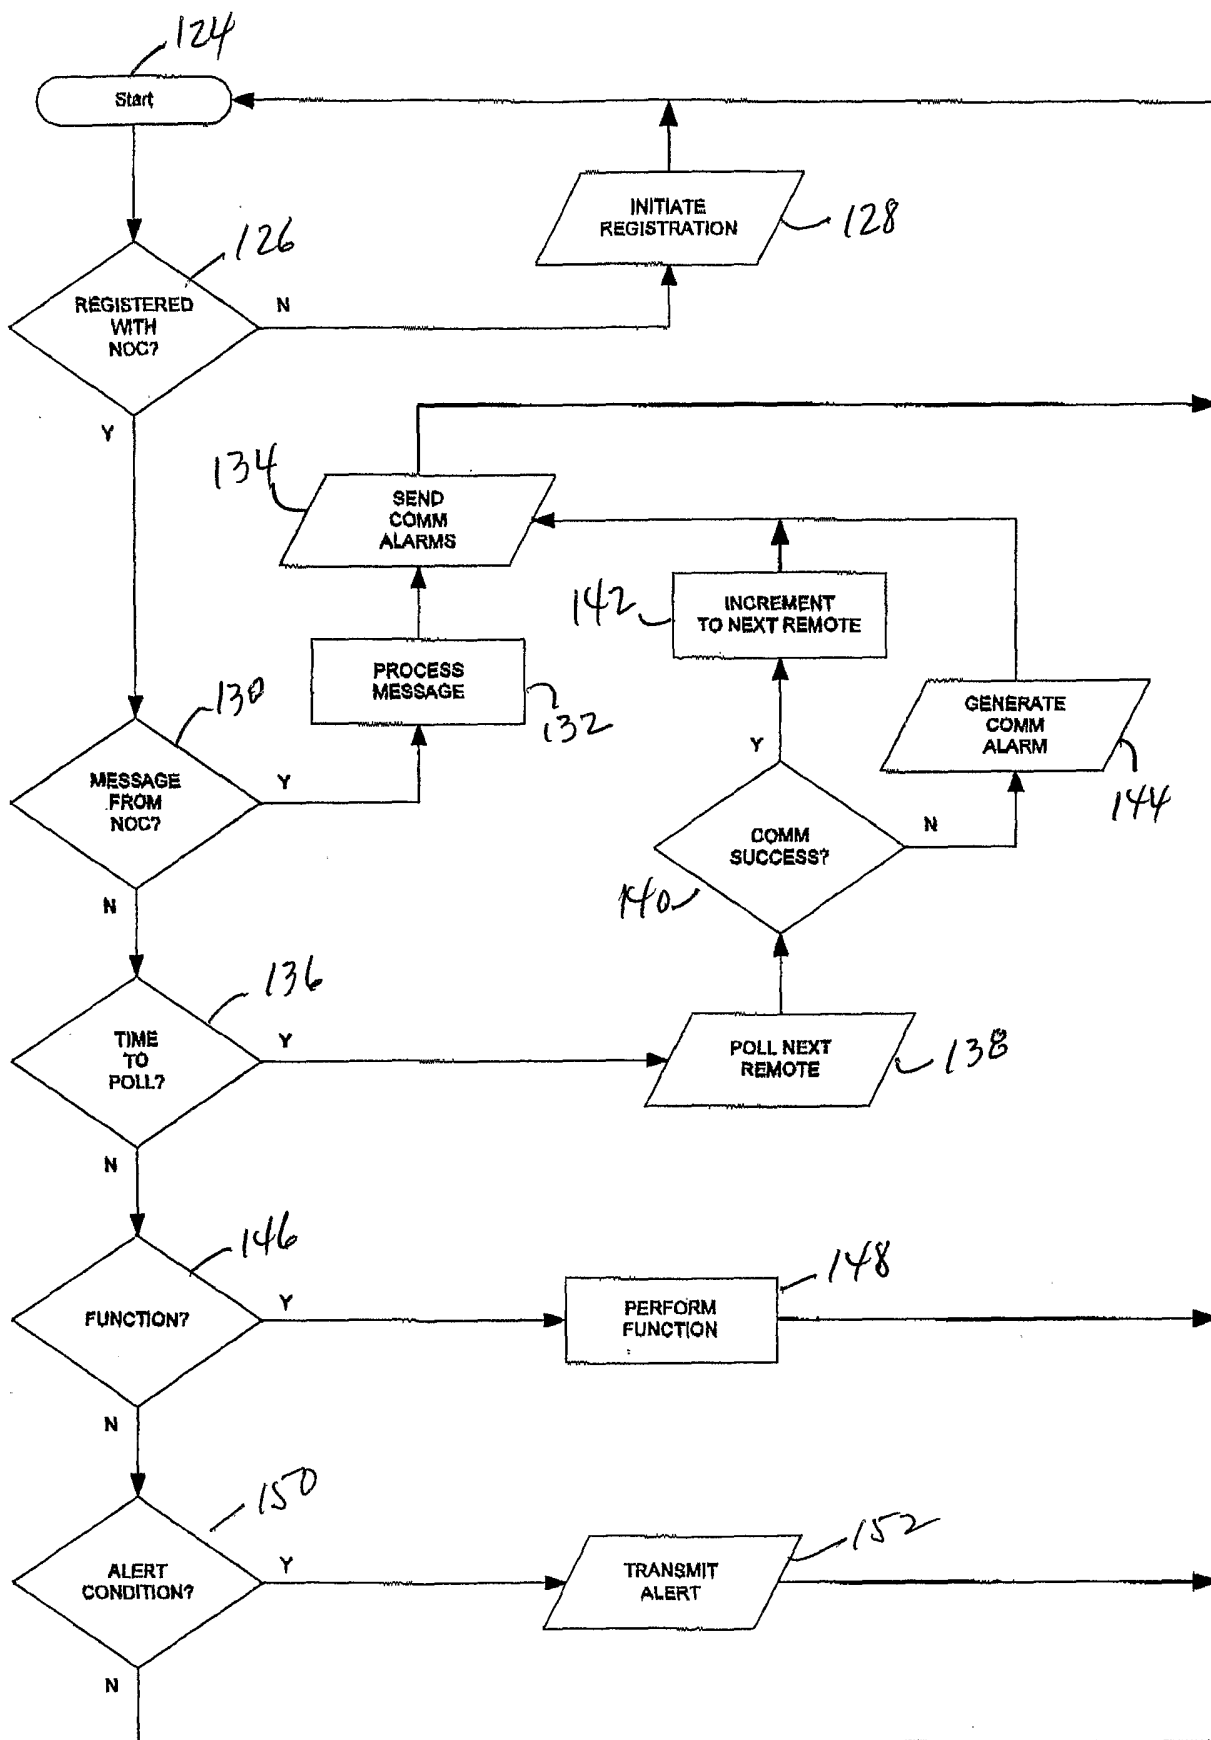 124
Start
INITIATE
REGISTRATION
128
126
REGISTERED
WITH
NOC?
N
Y
134
SEND
COMM
ALARMS
142
INCREMENT
TO NEXT REMOTE
PROCESS
MESSAGE
132
130
MESSAGE
FROM
NOC?
Y
N
Y
GENERATE
COMM
ALARM
144
COMM
SUCCESS?
N
140
136
TIME
TO
POLL?
Y
N
POLL NEXT
REMOTE
138
146
FUNCTION?
Y
N
PERFORM
FUNCTION
148
150
ALERT
CONDITION?
Y
N
TRANSMIT
ALERT
152